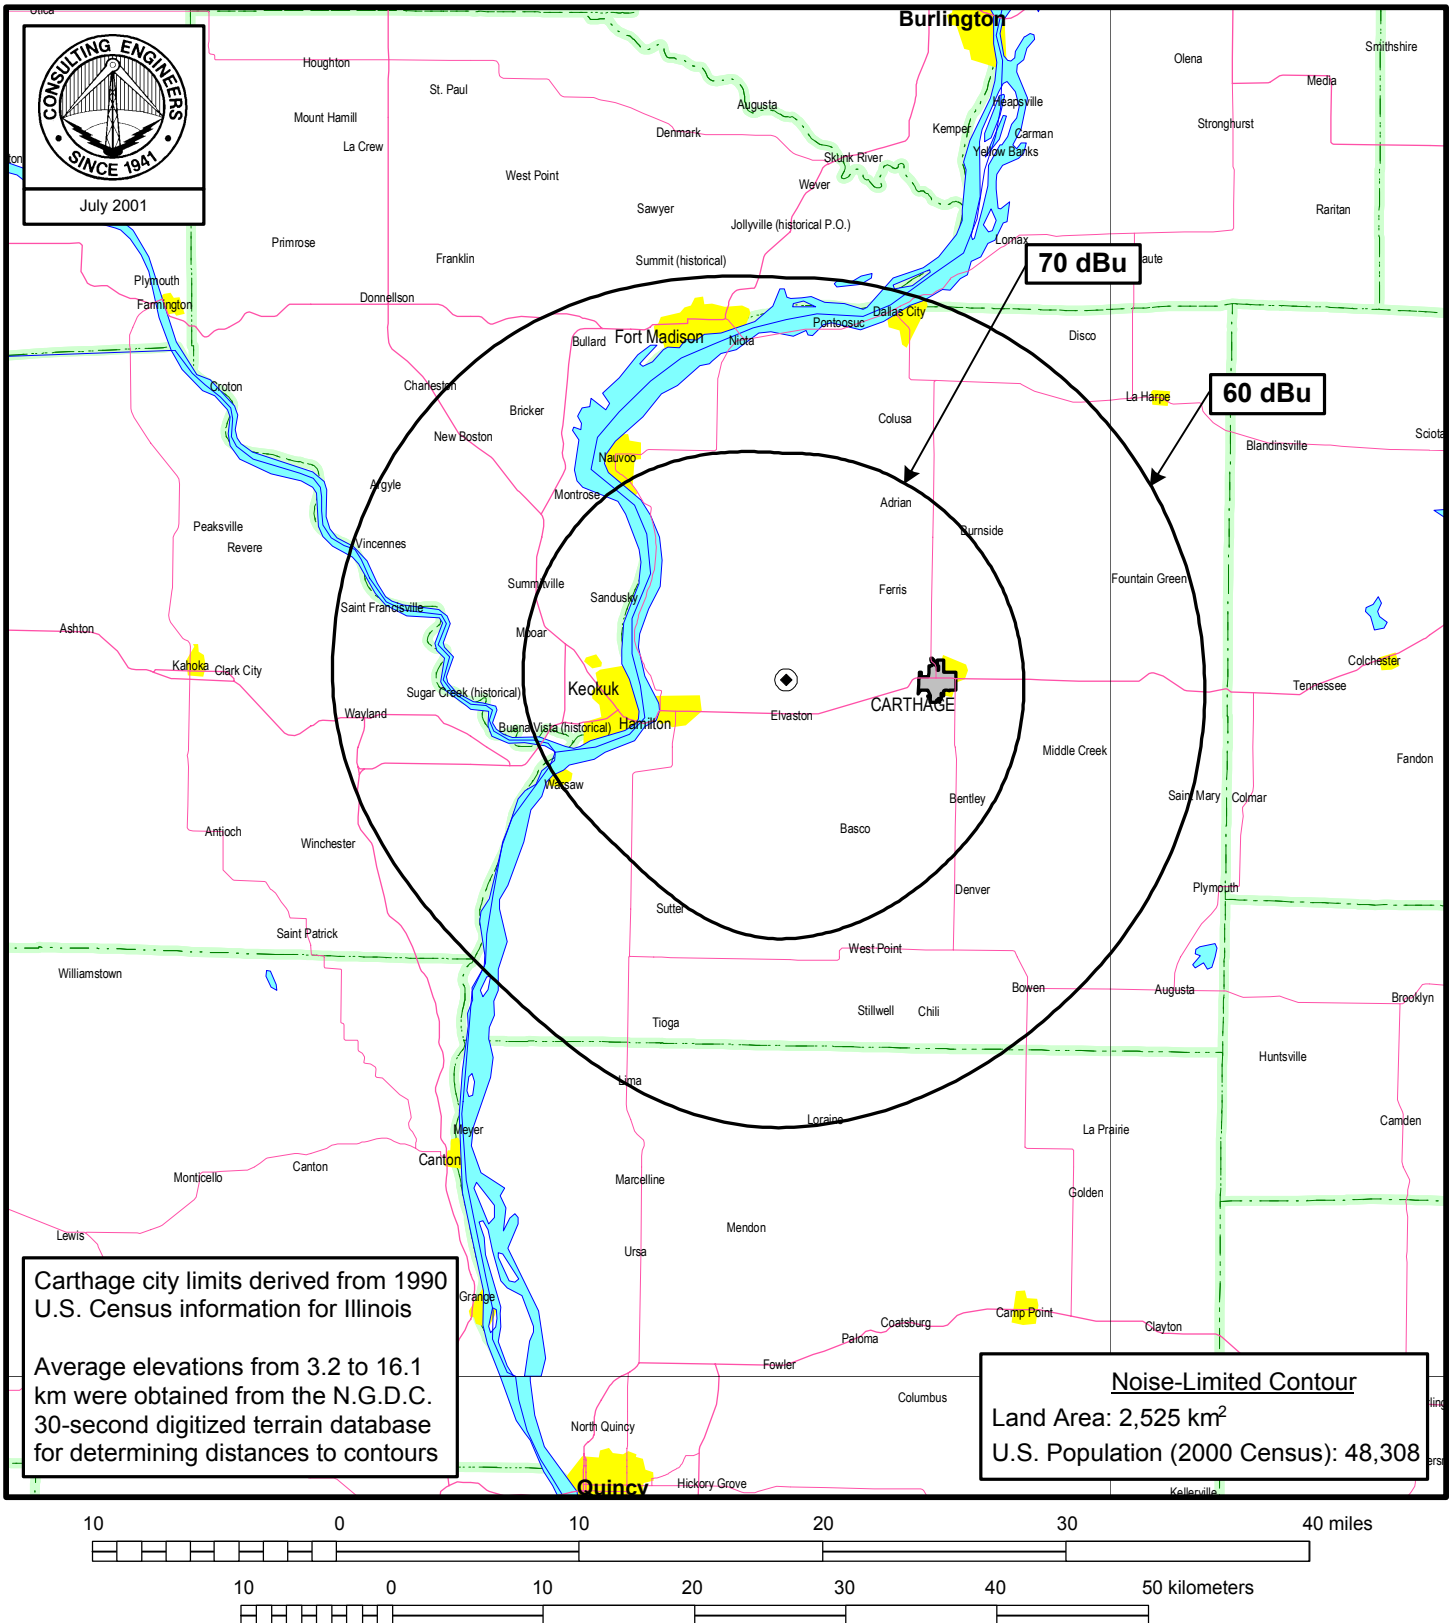 Utica
Burlington
CONSULTING ENGINEERS
SINCE 1941
July 2001
Houghton
St. Paul
Augusta
Olena
Smithshire
Media
Heapsville
Mount Hamill
La Crew
Denmark
Kemper
Carman
Stronghurst
Yellow Banks
ton
West Point
Skunk River
Wever
Sawyer
Raritan
Primrose
Jollyville (historical P.O.)
Lomax
Franklin
Summit (historical)
70 dBu
aute
Plymouth
Farmington
Donnellson
Dallas City
Pontoosuc
Fort Madison
Bullard
Niota
Disco
Croton
Charleston
La Harpe
60 dBu
Bricker
Colusa
New Boston
Blandinsville
Sciota
Nauvoo
Argyle
Montrose
Adrian
Peaksville
Revere
Vincennes
Burnside
Summitville
Sandusky
Ferris
Fountain Green
Saint Francisville
Ashton
Mooar
Kahoka
Clark City
Colchester
Keokuk
Tennessee
Sugar Creek (historical)
CARTHAGE
Wayland
Elvaston
Buena Vista (historical)
Hamilton
Middle Creek
Fandon
Warsaw
Bentley
Saint Mary
Colmar
Antioch
Winchester
Basco
Denver
Plymouth
Sutter
Saint Patrick
West Point
Williamstown
Bowen
Augusta
Brooklyn
Stillwell
Chili
Tioga
Huntsville
Lima
Loraine
Camden
Meyer
La Prairie
Canton
Canton
Monticello
Marcelline
Golden
Mendon
Lewis
Ursa
Grange
Camp Point
Coatsburg
Clayton
Paloma
Fowler
Columbus
North Quincy
Quincy
Hickory Grove
Kellerville
Carthage city limits derived from 1990
U.S. Census information for Illinois
Average elevations from 3.2 to 16.1
km were obtained from the N.G.D.C.
30-second digitized terrain database
for determining distances to contours
Noise-Limited Contour
Land Area: 2,525 km²
U.S. Population (2000 Census): 48,308
10 0 10 20 30 40 miles
10 0 10 20 30 40 50 kilometers